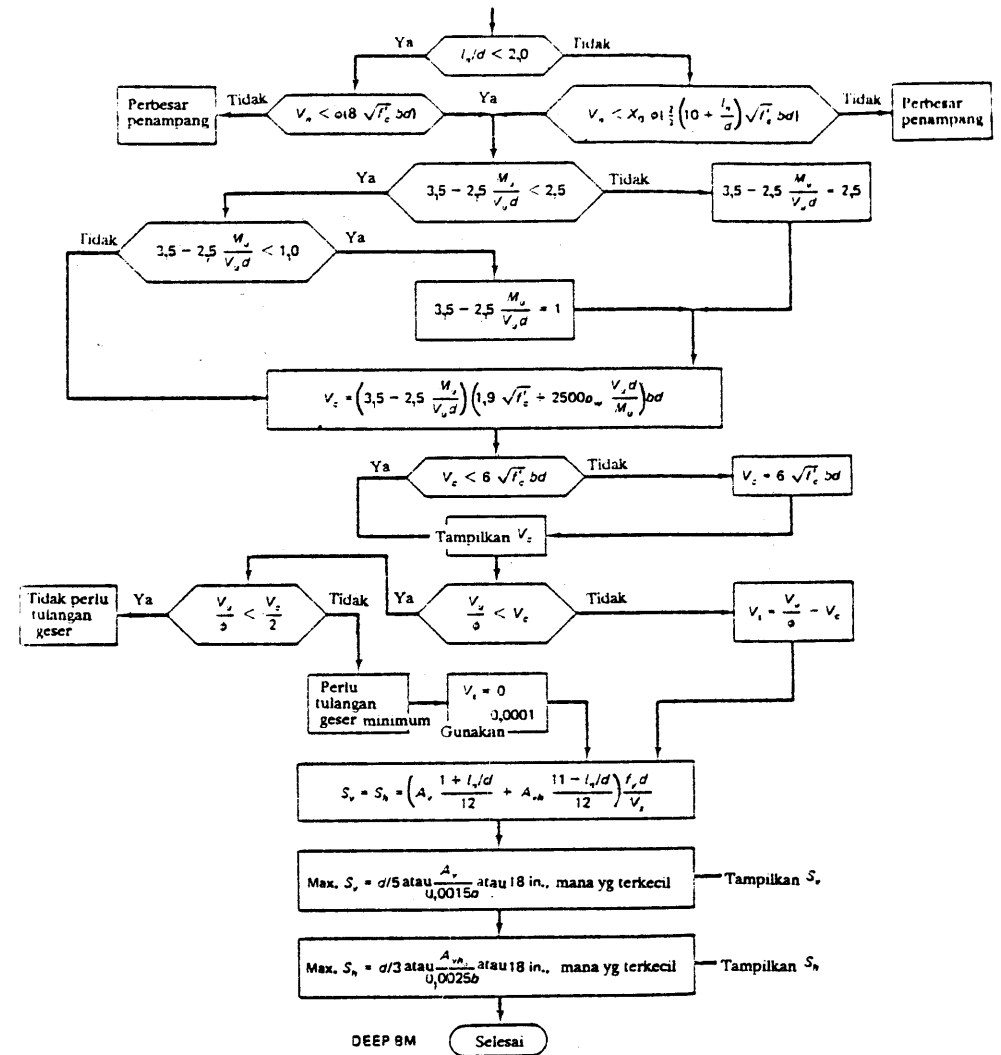 Ya
l_n/d < 2,0
Tidak
Perbesar
penampang
Tidak
V_n < ϕ(8 √f'_c bd)
Ya
V_n < X_n ϕ[⅔(10 + l_n/d) √f'_c bd]
Tidak
Perbesar
penampang
Ya
3,5 − 2,5 M_u/V_u d < 2,5
Tidak
3,5 − 2,5 M_u/V_u d = 2,5
Tidak
3,5 − 2,5 M_u/V_u d < 1,0
Ya
3,5 − 2,5 M_u/V_u d = 1
V_c = (3,5 − 2,5 M_u/V_u d)(1,9 √f'_c + 2500ρ_w V_u d/M_u)bd
Ya
V_c < 6 √f'_c bd
Tidak
V_c = 6 √f'_c bd
Tampilkan V_c
Tidak perlu
tulangan
geser
Ya
V_u/ϕ < V_c/2
Tidak
Ya
V_u/ϕ < V_c
Tidak
V_s = V_u/ϕ − V_c
Perlu
tulangan
geser minimum
V_s = 0
0,0001
Gunakan
S_v = S_h = (A_v 1 + l_n/d/12 + A_vh 11 − l_n/d/12) f_y d/V_s
Max. S_v = d/5 atau A_v/0,0015b atau 18 in., mana yg terkecil
Tampilkan S_v
Max. S_h = d/3 atau A_vh/0,0025b atau 18 in., mana yg terkecil
Tampilkan S_h
DEEP BM
Selesai